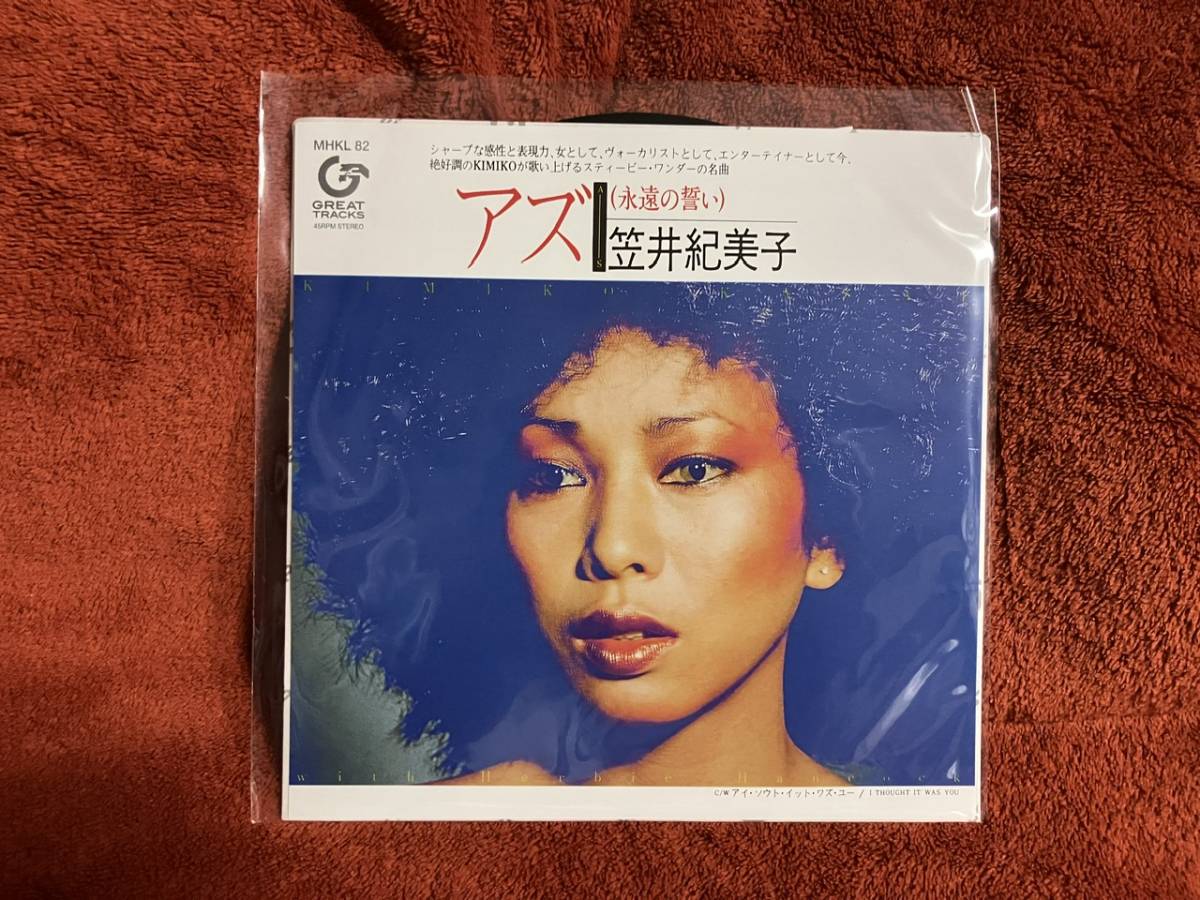 MHKL 82
GREAT
TRACKS
45RPM STEREO
シャープな感性と表現力、女として、ヴォーカリストとして、エンターテイナーとして今、
絶好調のKIMIKOが歌い上げるスティービー・ワンダーの名曲
アズ
AS
(永遠の誓い)
笠井紀美子
KIMIKO KASAI
with Herbie Hancock
C/W アイ・ソウト・イット・ワズ・ユー / I THOUGHT IT WAS YOU